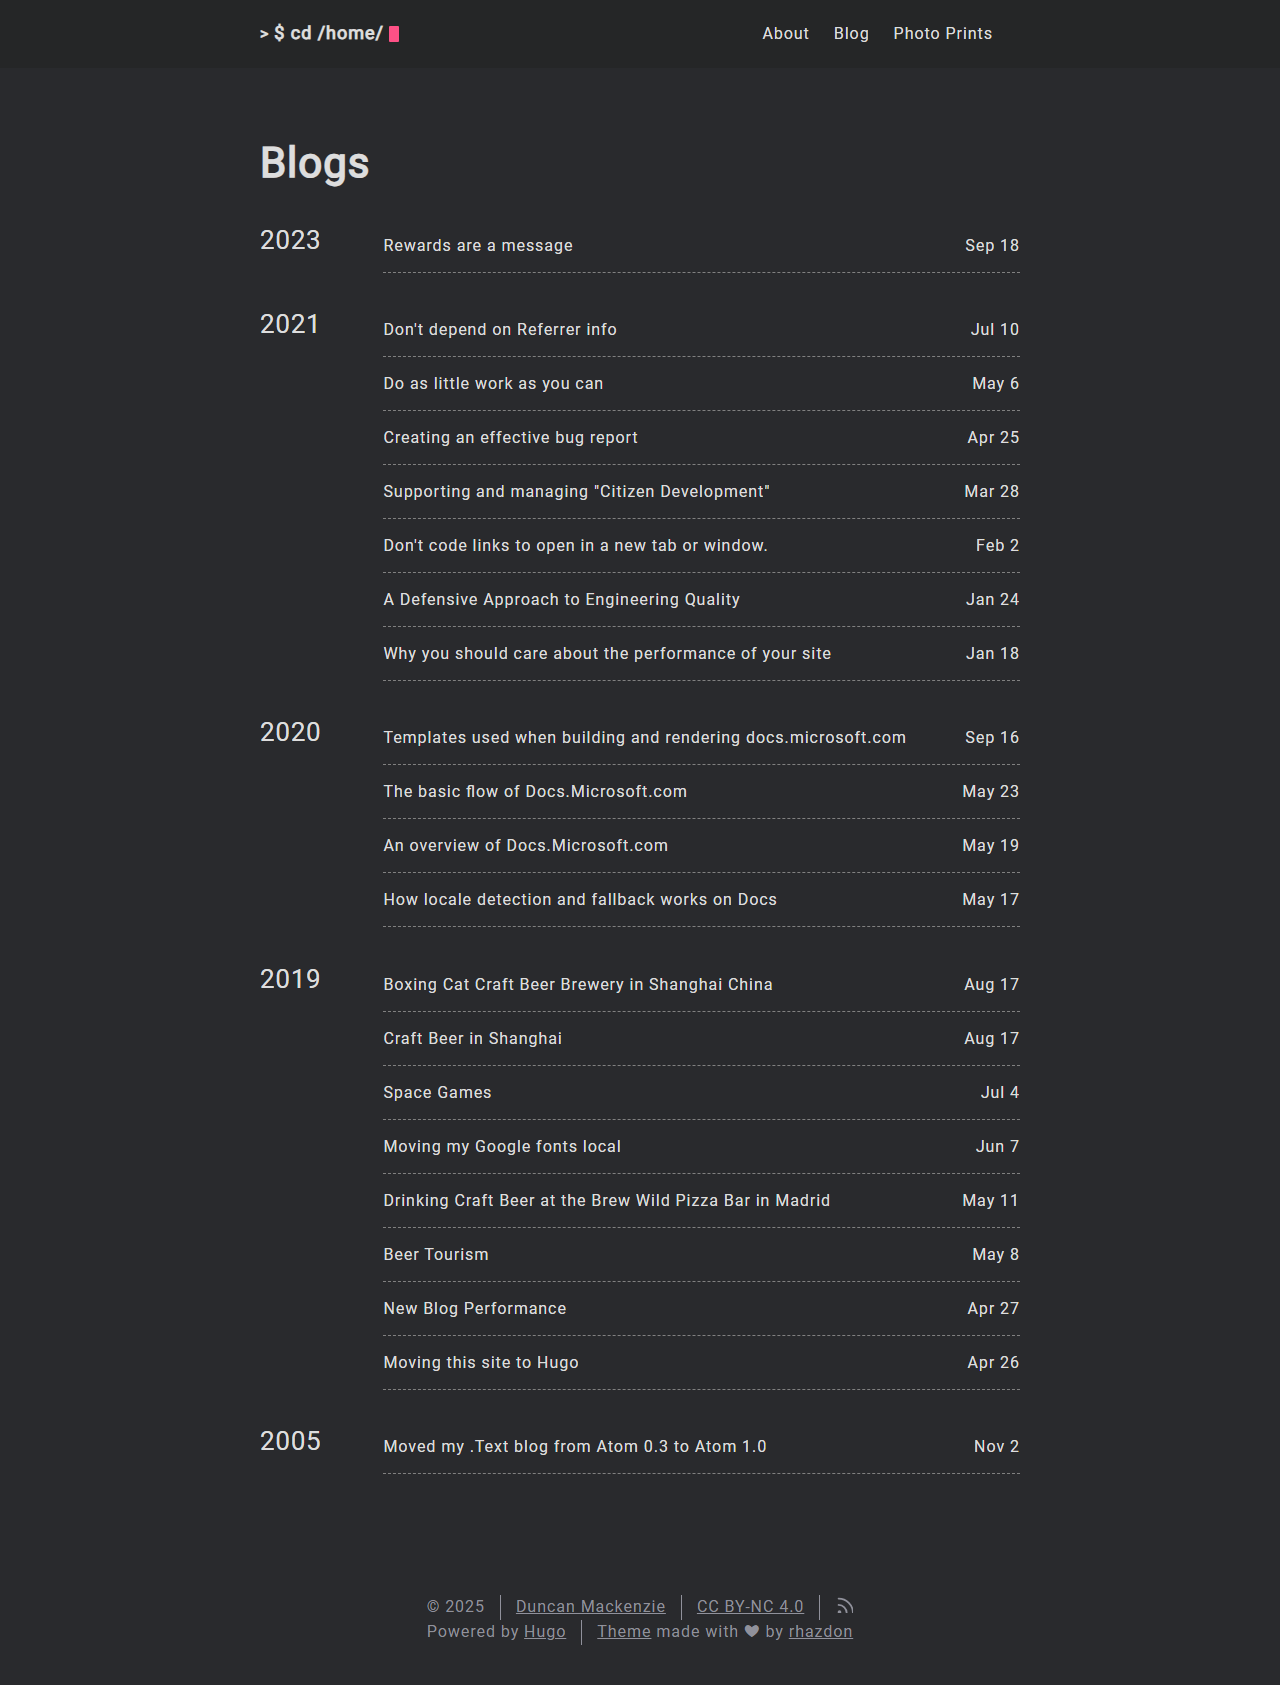 > $ cd /home/
About Blog Photo Prints
Blogs
2023
Rewards are a message Sep 18
2021
Don't depend on Referrer info Jul 10
Do as little work as you can May 6
Creating an effective bug report Apr 25
Supporting and managing "Citizen Development" Mar 28
Don't code links to open in a new tab or window. Feb 2
A Defensive Approach to Engineering Quality Jan 24
Why you should care about the performance of your site Jan 18
2020
Templates used when building and rendering docs.microsoft.com Sep 16
The basic flow of Docs.Microsoft.com May 23
An overview of Docs.Microsoft.com May 19
How locale detection and fallback works on Docs May 17
2019
Boxing Cat Craft Beer Brewery in Shanghai China Aug 17
Craft Beer in Shanghai Aug 17
Space Games Jul 4
Moving my Google fonts local Jun 7
Drinking Craft Beer at the Brew Wild Pizza Bar in Madrid May 11
Beer Tourism May 8
New Blog Performance Apr 27
Moving this site to Hugo Apr 26
2005
Moved my .Text blog from Atom 0.3 to Atom 1.0 Nov 2
© 2025 Duncan Mackenzie CC BY-NC 4.0
Powered by Hugo Theme made with ♥ by rhazdon